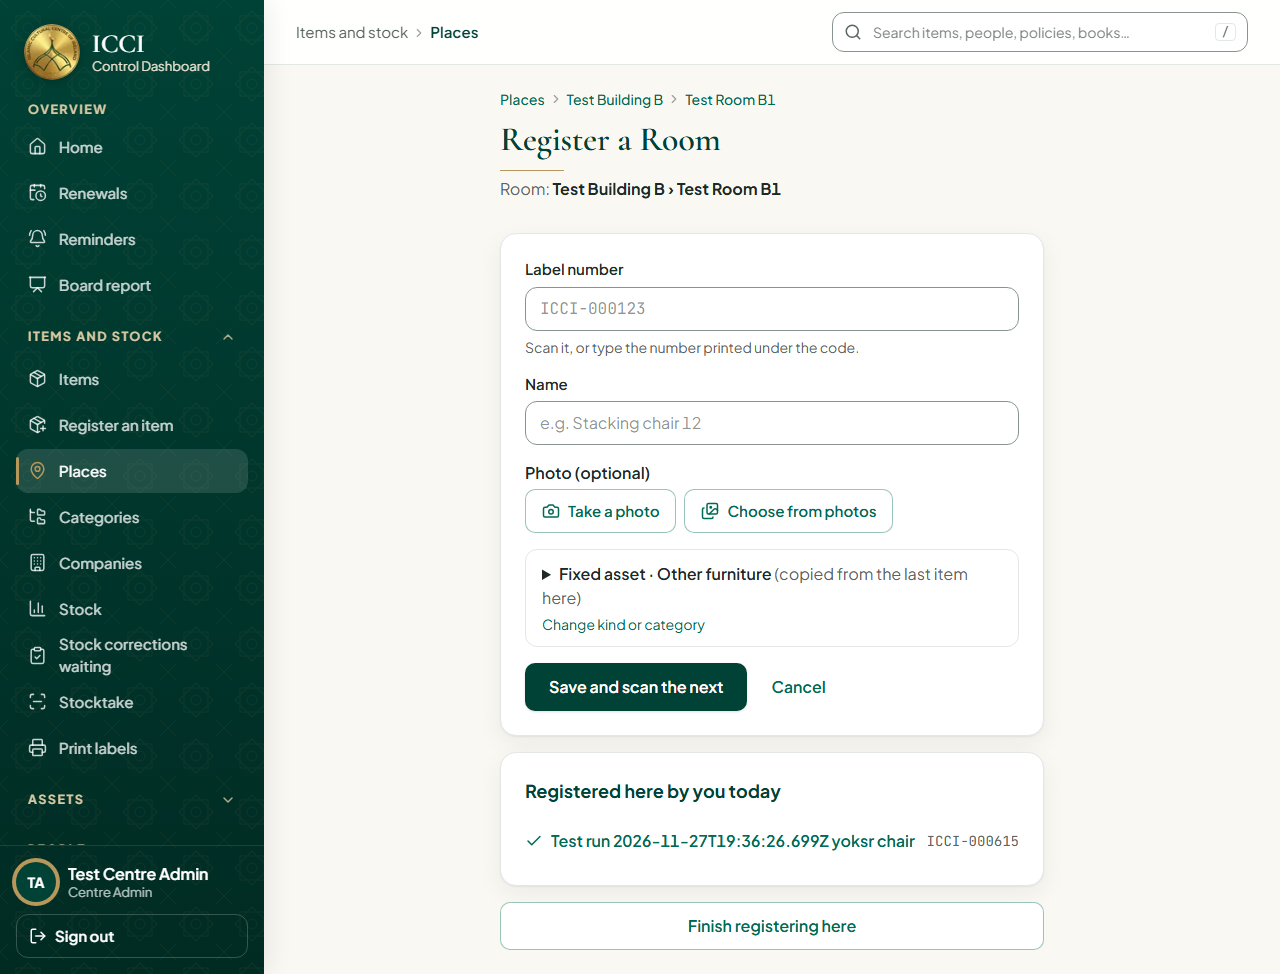 ICCI
Control Dashboard
OVERVIEW
Home
Renewals
Reminders
Board report
ITEMS AND STOCK
Items
Register an item
Places
Categories
Companies
Stock
Stock corrections
waiting
Stocktake
Print labels
ASSETS
TA
Test Centre Admin
Centre Admin
Sign out
Items and stock › Places
Search items, people, policies, books… /
Places › Test Building B › Test Room B1
Register a Room
Room: Test Building B › Test Room B1
Label number
ICCI-000123
Scan it, or type the number printed under the code.
Name
e.g. Stacking chair 12
Photo (optional)
Take a photo Choose from photos
Fixed asset · Other furniture (copied from the last item
here)
Change kind or category
Save and scan the next Cancel
Registered here by you today
Test run 2026-11-27T19:36:26.699Z yoksr chair ICCI-000615
Finish registering here